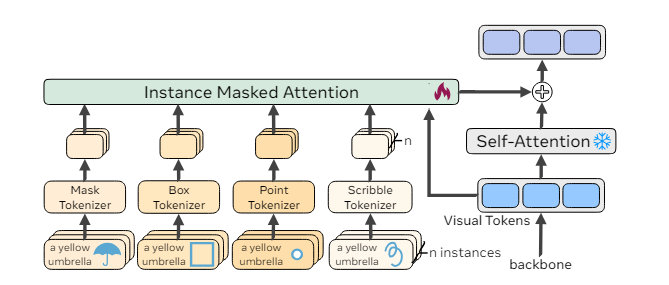 Instance Masked Attention
n
Self-Attention
Mask
Tokenizer
Box
Tokenizer
Point
Tokenizer
Scribble
Tokenizer
Visual Tokens
a yellow
umbrella
a yellow
umbrella
a yellow
umbrella
a yellow
umbrella
n instances
backbone